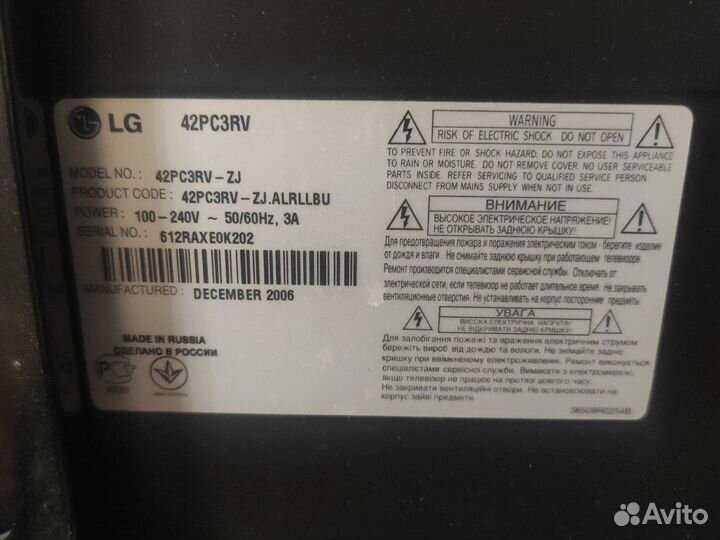 LG 42PC3RV
MODEL NO. : 42PC3RV-ZJ
PRODUCT CODE : 42PC3RV-ZJ.ALRLLBU
POWER : 100-240V ~ 50/60Hz, 3A
SERIAL NO. : 612RAXE0K202
MANUFACTURED : DECEMBER 2006
MADE IN RUSSIA
СДЕЛАНО В РОССИИ
WARNING
RISK OF ELECTRIC SHOCK DO NOT OPEN
TO PREVENT FIRE OR SHOCK HAZARD, DO NOT EXPOSE THIS APPLIANCE
TO RAIN OR MOISTURE. DO NOT REMOVE COVER. NO USER SERVICEABLE
PARTS INSIDE. REFER SERVICING TO QUALIFIED SERVICE PERSON.
DISCONNECT FROM MAINS SUPPLY WHEN NOT IN USE.
ВНИМАНИЕ
ВЫСОКОЕ ЭЛЕКТРИЧЕСКОЕ НАПРЯЖЕНИЕ!
НЕ ОТКРЫВАТЬ ЗАДНЮЮ КРЫШКУ!
Для предотвращения пожара и поражения электрическим током - берегите изделие
от дождя и влаги. Не снимайте заднюю крышку при работающем телевизоре.
Ремонт производится специалистами сервисной службы. Отключать от
электрической сети, если телевизор не работает длительное время. Не закрывать
вентиляционные отверстия. Не устанавливать на корпус посторонние предметы.
УВАГА
ВИСОКА ЕЛЕКТРИЧНА НАПРУГА!
НЕ ВІДКРИВАТИ ЗАДНЮ КРИШКУ!
Для запобігання пожежі та враження електричним струмом,
бережіть виріб від дождю та вологи. Не знімайте задню
кришку при ввімкненому електроживленні. Ремонт виконується
спеціалістами сервісної служби. Вимикати з електромережі,
якщо телевізор не працює на протязі довгого часу.
Не закривати вентиляційні отвори. Не встановлювати на
корпус зайві предмети.
38509R0254B
Avito